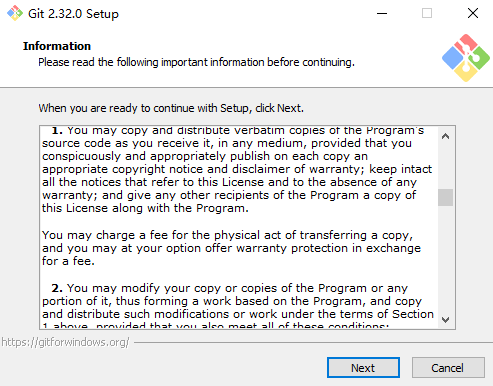 Git 2.32.0 Setup
Information
Please read the following important information before continuing.
When you are ready to continue with Setup, click Next.
1. You may copy and distribute verbatim copies of the Program's
source code as you receive it, in any medium, provided that you
conspicuously and appropriately publish on each copy an
appropriate copyright notice and disclaimer of warranty; keep intact
all the notices that refer to this License and to the absence of any
warranty; and give any other recipients of the Program a copy of
this License along with the Program.
You may charge a fee for the physical act of transferring a copy,
and you may at your option offer warranty protection in exchange
for a fee.
2. You may modify your copy or copies of the Program or any
portion of it, thus forming a work based on the Program, and copy
and distribute such modifications or work under the terms of Section
1 above, provided that you also meet all of these conditions:
https://gitforwindows.org/
Next
Cancel